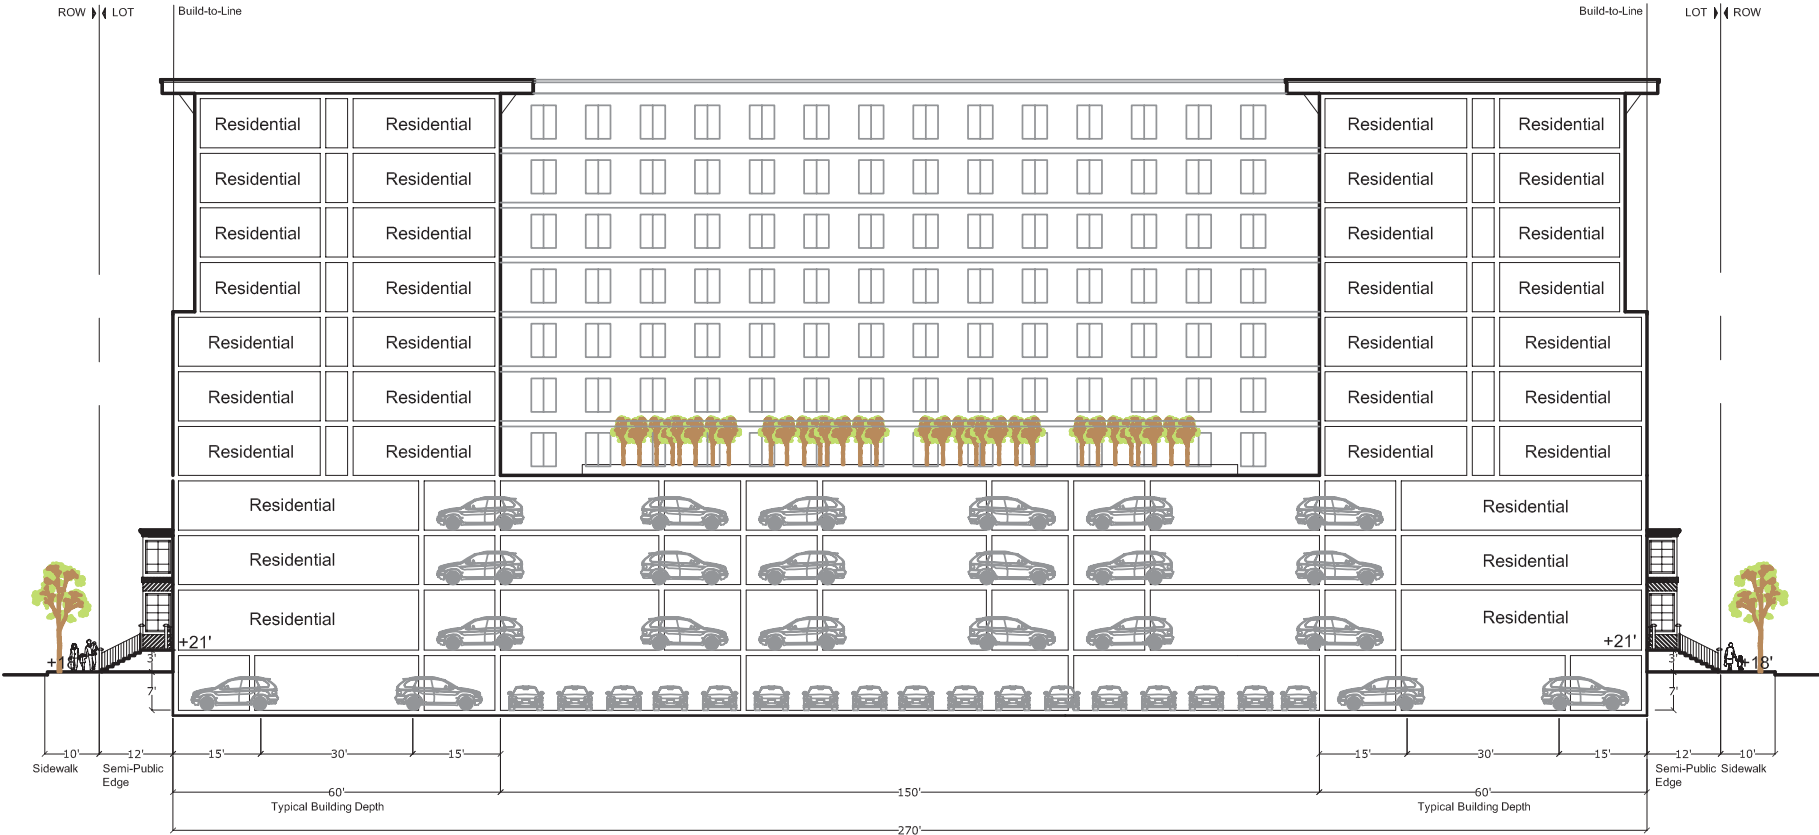 ROW LOT Build-to-Line Build-to-Line LOT ROW
Residential Residential Residential Residential
Residential Residential Residential Residential
Residential Residential Residential Residential
Residential Residential Residential Residential
Residential Residential Residential Residential
Residential Residential Residential Residential
Residential Residential Residential Residential
Residential Residential
Residential Residential
Residential Residential
+21' +21'
+18' 3' 3' +18'
7' 7'
10' 12' 15' 30' 15' 15' 30' 15' 12' 10'
Sidewalk Semi-Public Semi-Public Sidewalk
Edge Edge
60' 150' 60'
Typical Building Depth Typical Building Depth
270'